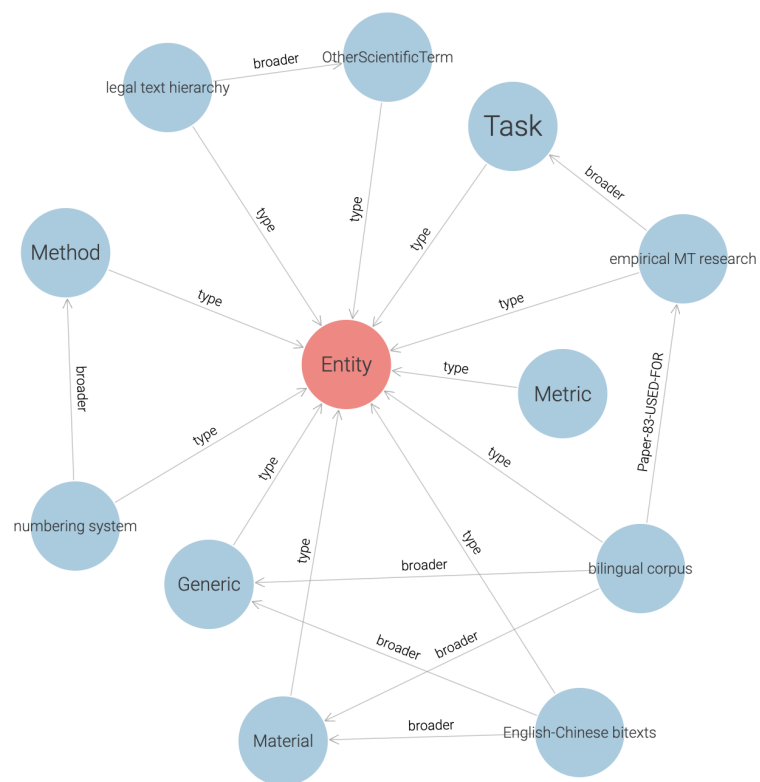 OtherScientificTerm
broader
legal text hierarchy
Task
broader
type
type
Method
type
empirical MT research
type
type
Entity
type
Metric
broader
Paper-83-USED-FOR
type
type
type
numbering system
type
type
broader
bilingual corpus
Generic
broader
broader
broader
English-Chinese bitexts
Material